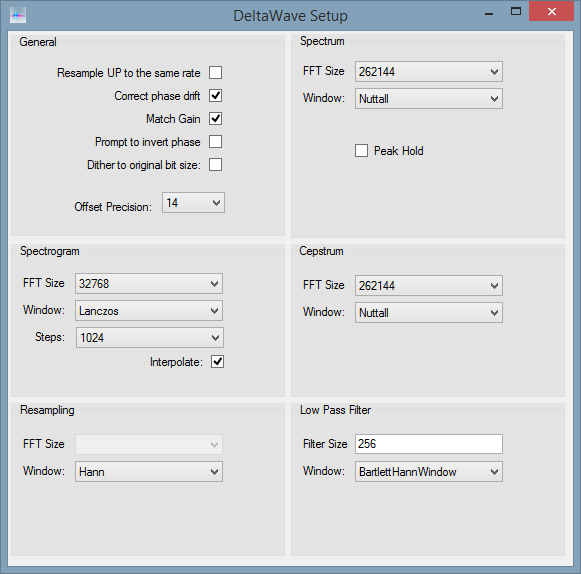 DeltaWave Setup
General
Resample UP to the same rate
Correct phase drift
Match Gain
Prompt to invert phase
Dither to original bit size:
Offset Precision: 14
Spectrum
FFT Size 262144
Window: Nuttall
Peak Hold
Spectrogram
FFT Size 32768
Window: Lanczos
Steps: 1024
Interpolate:
Cepstrum
FFT Size 262144
Window: Nuttall
Resampling
FFT Size
Window: Hann
Low Pass Filter
Filter Size 256
Window: BartlettHannWindow